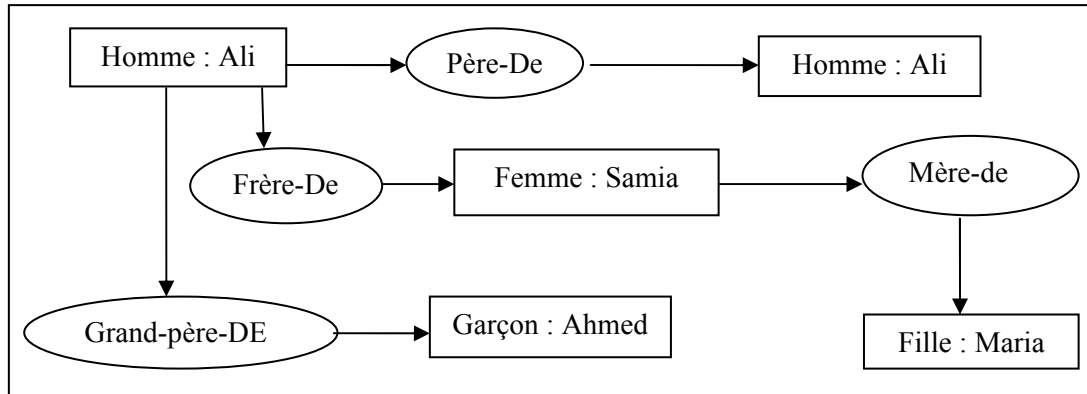 Homme : Ali
Père-De
Homme : Ali
Frère-De
Femme : Samia
Mère-de
Grand-père-DE
Garçon : Ahmed
Fille : Maria